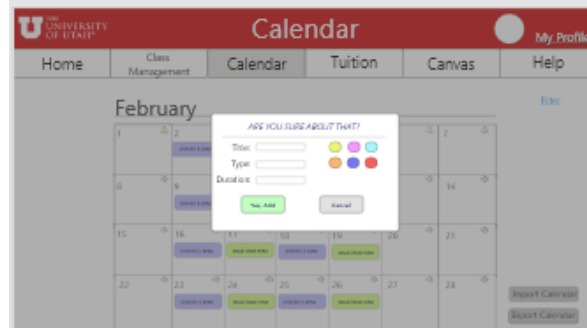 THE
UNIVERSITY
OF UTAH
Calendar
My Profile
Home
Class
Management
Calendar
Tuition
Canvas
Help
February
Filter
ARE YOU SURE ABOUT THAT?
Title:
Type:
Duration:
Yes, Add
Cancel
1
2
7
8
9
14
15
16
17
18
19
20
21
22
23
24
25
26
27
28
Import Calendar
Export Calendar